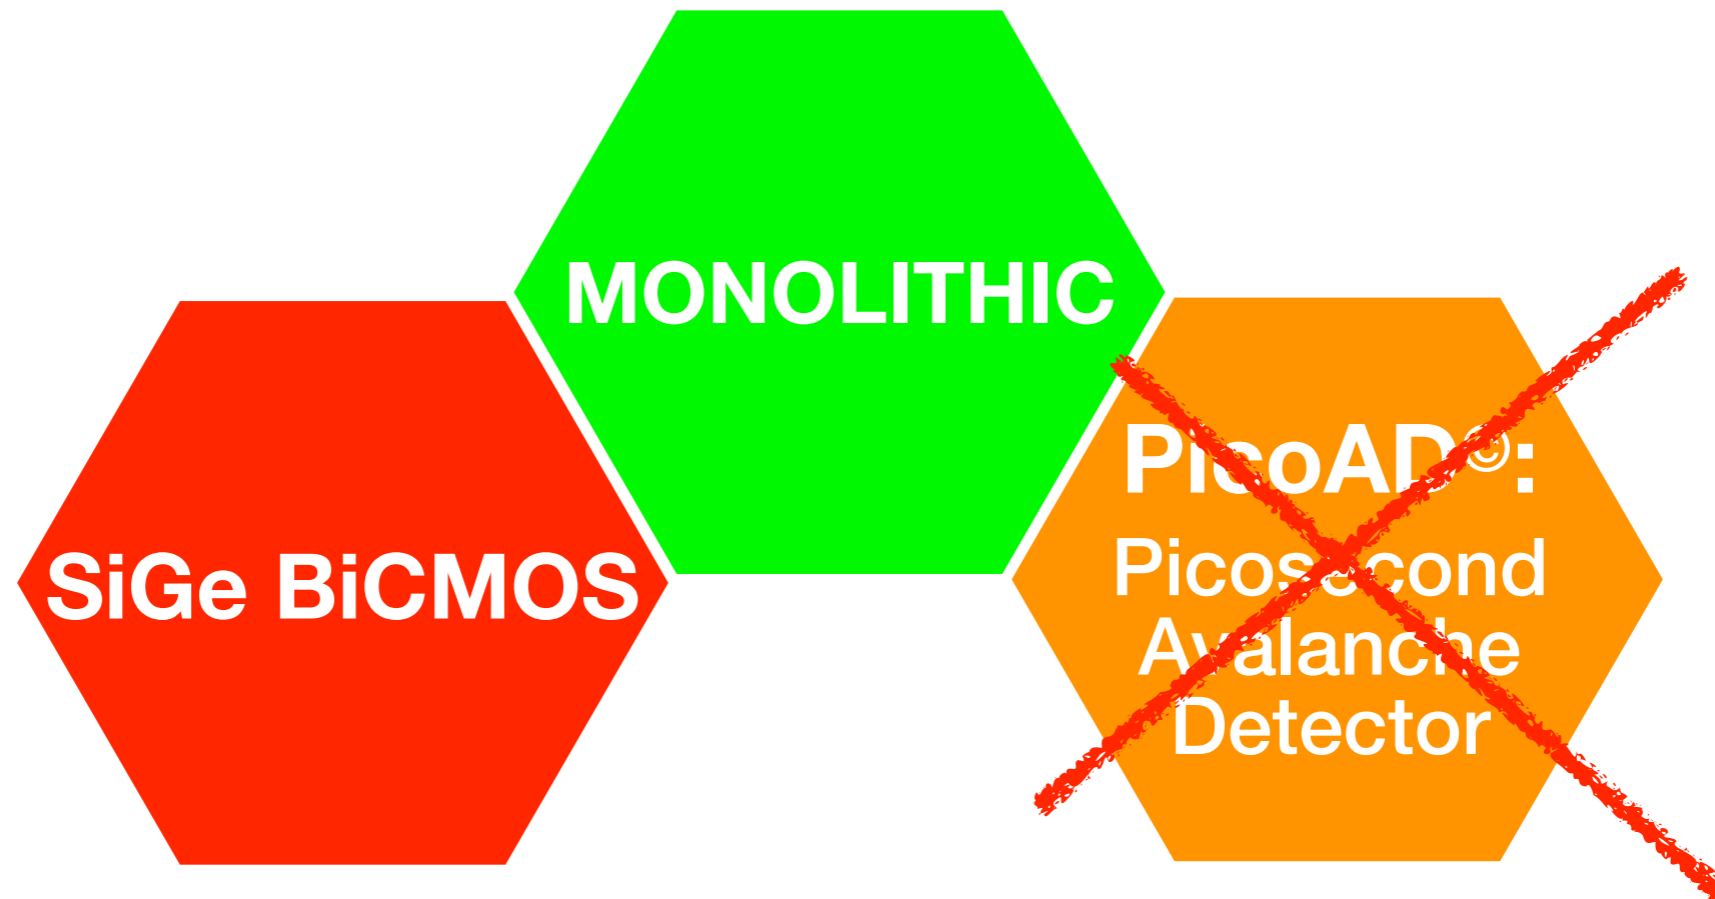 MONOLITHIC
SiGe BiCMOS
PicoAD©:
Picosecond
Avalanche
Detector